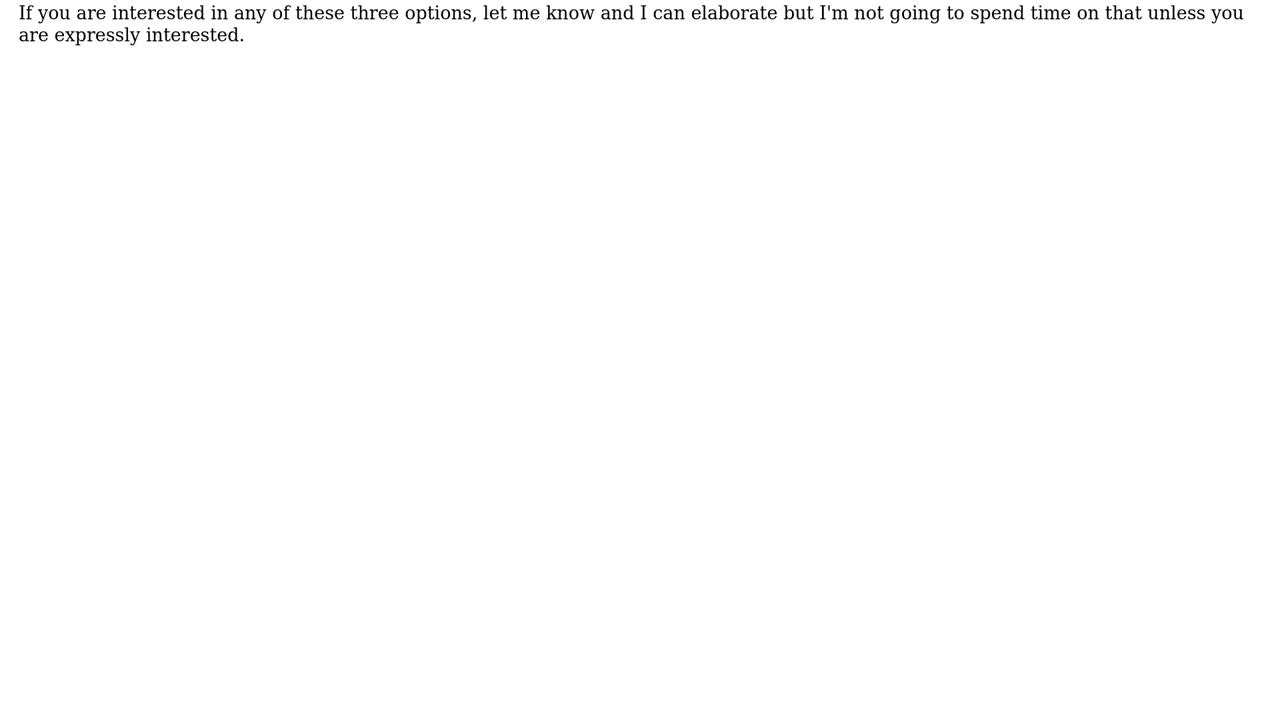 If you are interested in any of these three options, let me know and I can elaborate but I'm not going to spend time on that unless you
are expressly interested.